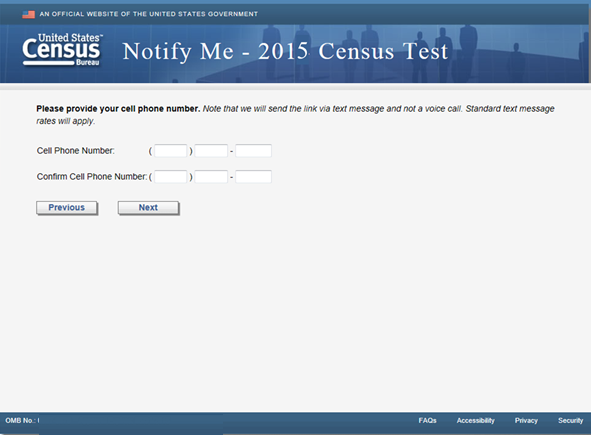 AN OFFICIAL WEBSITE OF THE UNITED STATES GOVERNMENT
United States™
Census
Bureau
Notify Me - 2015 Census Test
Please provide your cell phone number. Note that we will send the link via text message and not a voice call. Standard text message
rates will apply.
Cell Phone Number: ( ) -
Confirm Cell Phone Number: ( ) -
Previous Next
OMB No.: FAQs Accessibility Privacy Security